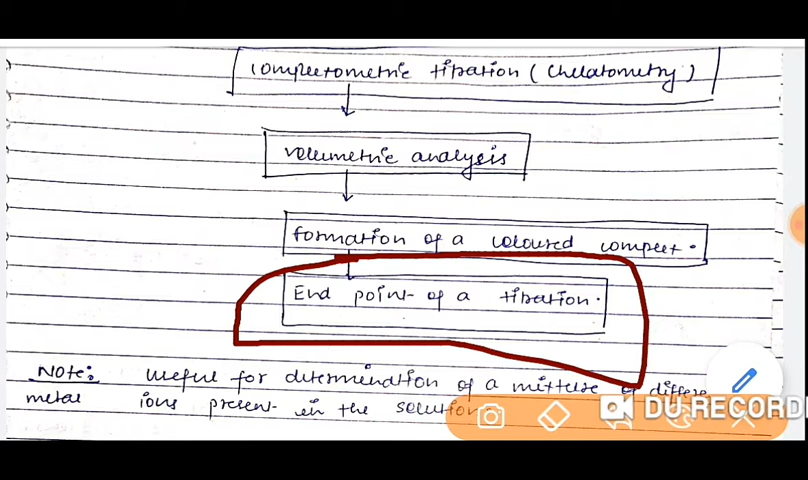 Complexometric titration (Chelatometry)
Volumetric analysis
formation of a coloured complex.
End point of a titration.
Note: Useful for determination of a mixture of differe
metal ions present in the solution
DU RECORD